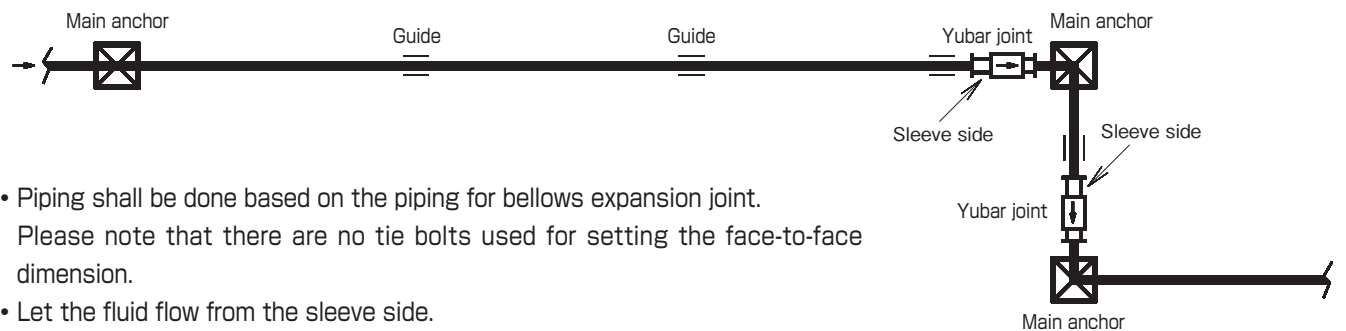 Main anchor
Guide
Guide
Yubar joint
Main anchor
Sleeve side
Sleeve side
• Piping shall be done based on the piping for bellows expansion joint.
Please note that there are no tie bolts used for setting the face-to-face
dimension.
Yubar joint
• Let the fluid flow from the sleeve side.
Main anchor